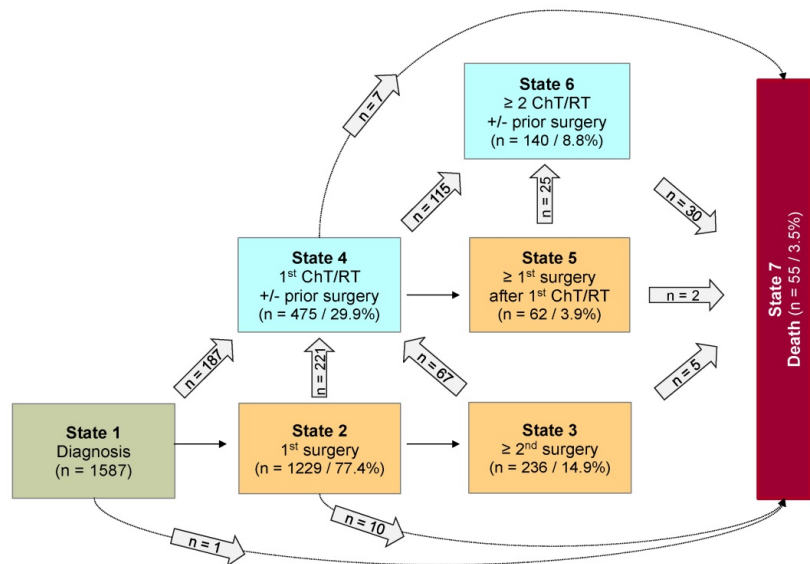 State 6
≥ 2 ChT/RT
+/- prior surgery
(n = 140 / 8.8%)
n = 7
n = 115
n = 25
n = 30
State 4
1st ChT/RT
+/- prior surgery
(n = 475 / 29.9%)
State 5
≥ 1st surgery
after 1st ChT/RT
(n = 62 / 3.9%)
n = 2
State 7
Death (n = 55 / 3.5%)
n = 187
n = 221
n = 67
n = 5
State 1
Diagnosis
(n = 1587)
State 2
1st surgery
(n = 1229 / 77.4%)
State 3
≥ 2nd surgery
(n = 236 / 14.9%)
n = 1
n = 10